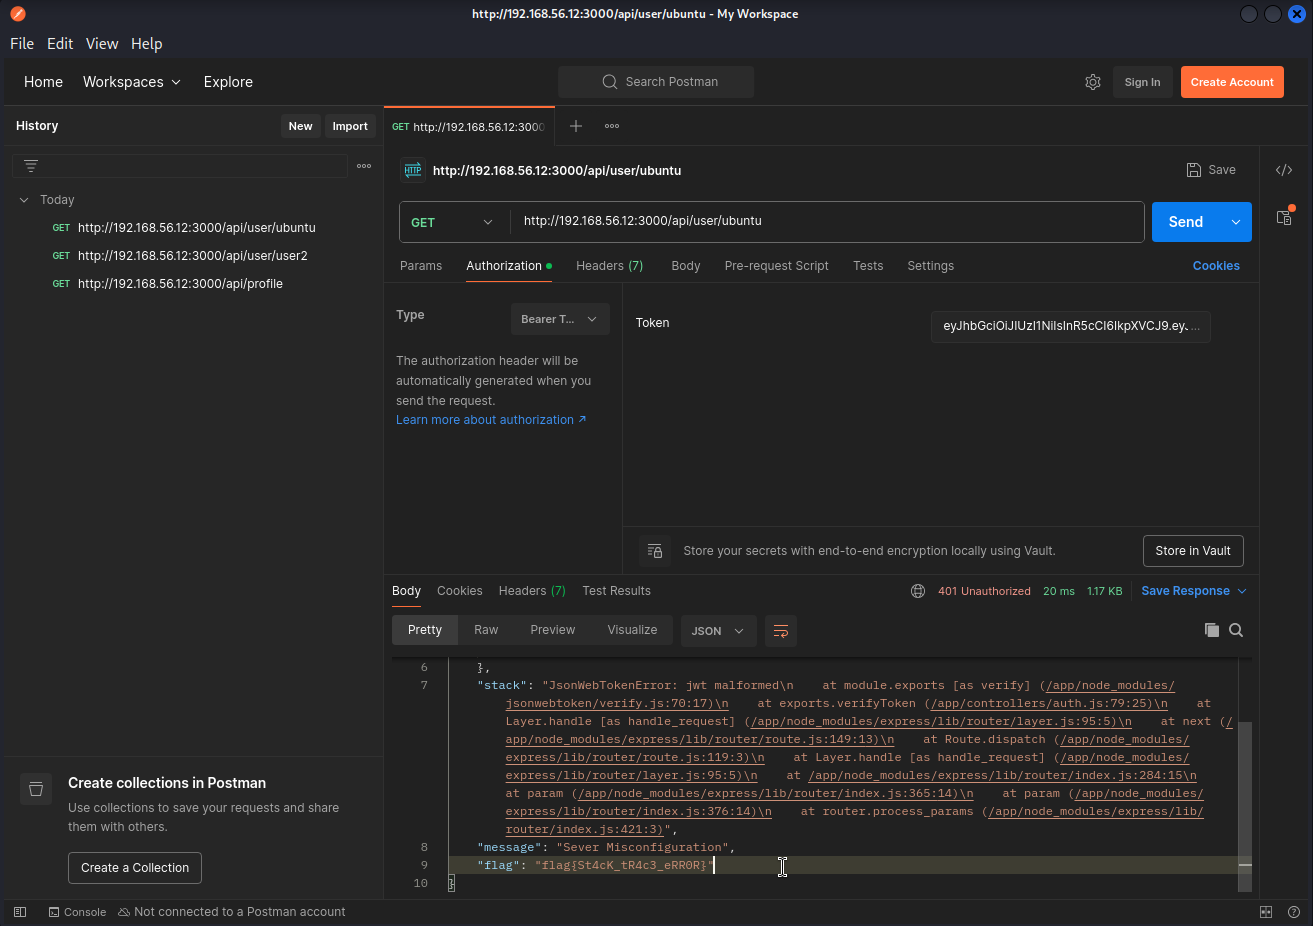 http://192.168.56.12:3000/api/user/ubuntu - My Workspace
File Edit View Help
Home Workspaces Explore Search Postman Sign In Create Account
History New Import
GET http://192.168.56.12:3000
Today
GET http://192.168.56.12:3000/api/user/ubuntu
GET http://192.168.56.12:3000/api/user/user2
GET http://192.168.56.12:3000/api/profile
HTTP http://192.168.56.12:3000/api/user/ubuntu Save
GET http://192.168.56.12:3000/api/user/ubuntu Send
Params Authorization Headers (7) Body Pre-request Script Tests Settings Cookies
Type Bearer T...
The authorization header will be
automatically generated when you
send the request.
Learn more about authorization ↗
Token eyJhbGciOiJIUzI1NiIsInR5cCI6IkpXVCJ9.ey. ...
Store your secrets with end-to-end encryption locally using Vault. Store in Vault
Body Cookies Headers (7) Test Results 401 Unauthorized 20 ms 1.17 KB Save Response
Pretty Raw Preview Visualize JSON
6 },
7 "stack": "JsonWebTokenError: jwt malformed\n    at module.exports [as verify] (/app/node_modules/
jsonwebtoken/verify.js:70:17)\n    at exports.verifyToken (/app/controllers/auth.js:79:25)\n    at
Layer.handle [as handle_request] (/app/node_modules/express/lib/router/layer.js:95:5)\n    at next (/
app/node_modules/express/lib/router/route.js:149:13)\n    at Route.dispatch (/app/node_modules/
express/lib/router/route.js:119:3)\n    at Layer.handle [as handle_request] (/app/node_modules/
express/lib/router/layer.js:95:5)\n    at /app/node_modules/express/lib/router/index.js:284:15\n
at param (/app/node_modules/express/lib/router/index.js:365:14)\n    at param (/app/node_modules/
express/lib/router/index.js:376:14)\n    at router.process_params (/app/node_modules/express/lib/
router/index.js:421:3)",
8 "message": "Sever Misconfiguration",
9 "flag": "flag{St4cK_tR4c3_eRR0R}"
10 }
Create collections in Postman
Use collections to save your requests and share
them with others.
Create a Collection
Console Not connected to a Postman account